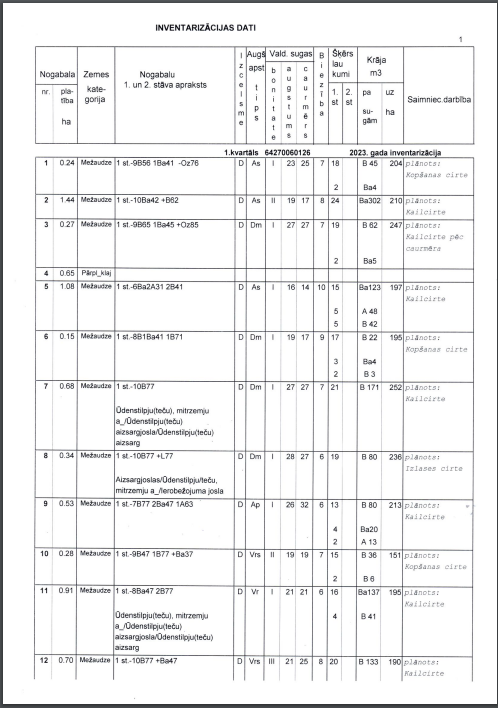 INVENTARIZĀCIJAS DATI
1
Nogabala Zemes kate- gorija Nogabalu 1. un 2. stāva apraksts Izcelsme Augš apst tips Vald. sugas Biezība Šķērs lau kumi Krāja m3 Saimniec.darbība
nr. pla- tība ha bonitate augstums caurmērs 1. st 2. st pa su- gām uz ha
1.kvartāls 64270060126 2023. gada inventarizācija
1 0.24 Mežaudze 1 st.-9B56 1Ba41 -Oz76 D As I 23 25 7 18 B 45 204 plānots:
Kopšanas cirte
2 Ba4
2 1.44 Mežaudze 1 st.-10Ba42 +B62 D As II 19 17 8 24 Ba302 210 plānots:
Kailcirte
3 0.27 Mežaudze 1 st.-9B65 1Ba45 +Oz85 D Dm I 27 27 7 19 B 62 247 plānots:
Kailcirte pēc
caurmēra
2 Ba5
4 0.65 Pārpl_klaj
5 1.08 Mežaudze 1 st.-6Ba2A31 2B41 D As I 16 14 10 15 Ba123 197 plānots:
Kailcirte
5 A 48
5 B 42
6 0.15 Mežaudze 1 st.-8B1Ba41 1B71 D Dm I 19 17 9 17 B 22 195 plānots:
Kopšanas cirte
3 Ba4
2 B 3
7 0.68 Mežaudze 1 st.-10B77 D Dm I 27 27 7 21 B 171 252 plānots:
Kailcirte
Ūdenstilpju(teču), mitrzemju
a_/Ūdenstilpju(teču)
aizsargjosla/Ūdenstilpju(teču)
aizsarg
8 0.34 Mežaudze 1 st.-10B77 +L77 D Dm I 28 27 6 19 B 80 236 plānots:
Izlases cirte
Aizsargjoslas/Ūdenstilpju/teču,
mitrzemju a_/Ierobežojuma josla
9 0.53 Mežaudze 1 st.-7B77 2Ba47 1A63 D Ap I 26 32 6 13 B 80 213 plānots:
Kailcirte
4 Ba20
2 A 13
10 0.28 Mežaudze 1 st.-9B47 1B77 +Ba37 D Vrs II 19 19 7 15 B 36 151 plānots:
Kopšanas cirte
2 B 6
11 0.91 Mežaudze 1 st.-8Ba47 2B77 D Vr I 21 21 6 16 Ba137 195 plānots:
Kailcirte
Ūdenstilpju(teču), mitrzemju 4 B 41
a_/Ūdenstilpju(teču)
aizsargjosla/Ūdenstilpju(teču)
aizsarg
12 0.70 Mežaudze 1 st.-10B77 +Ba47 D Vrs III 21 25 8 20 B 133 190 plānots:
Kailcirte